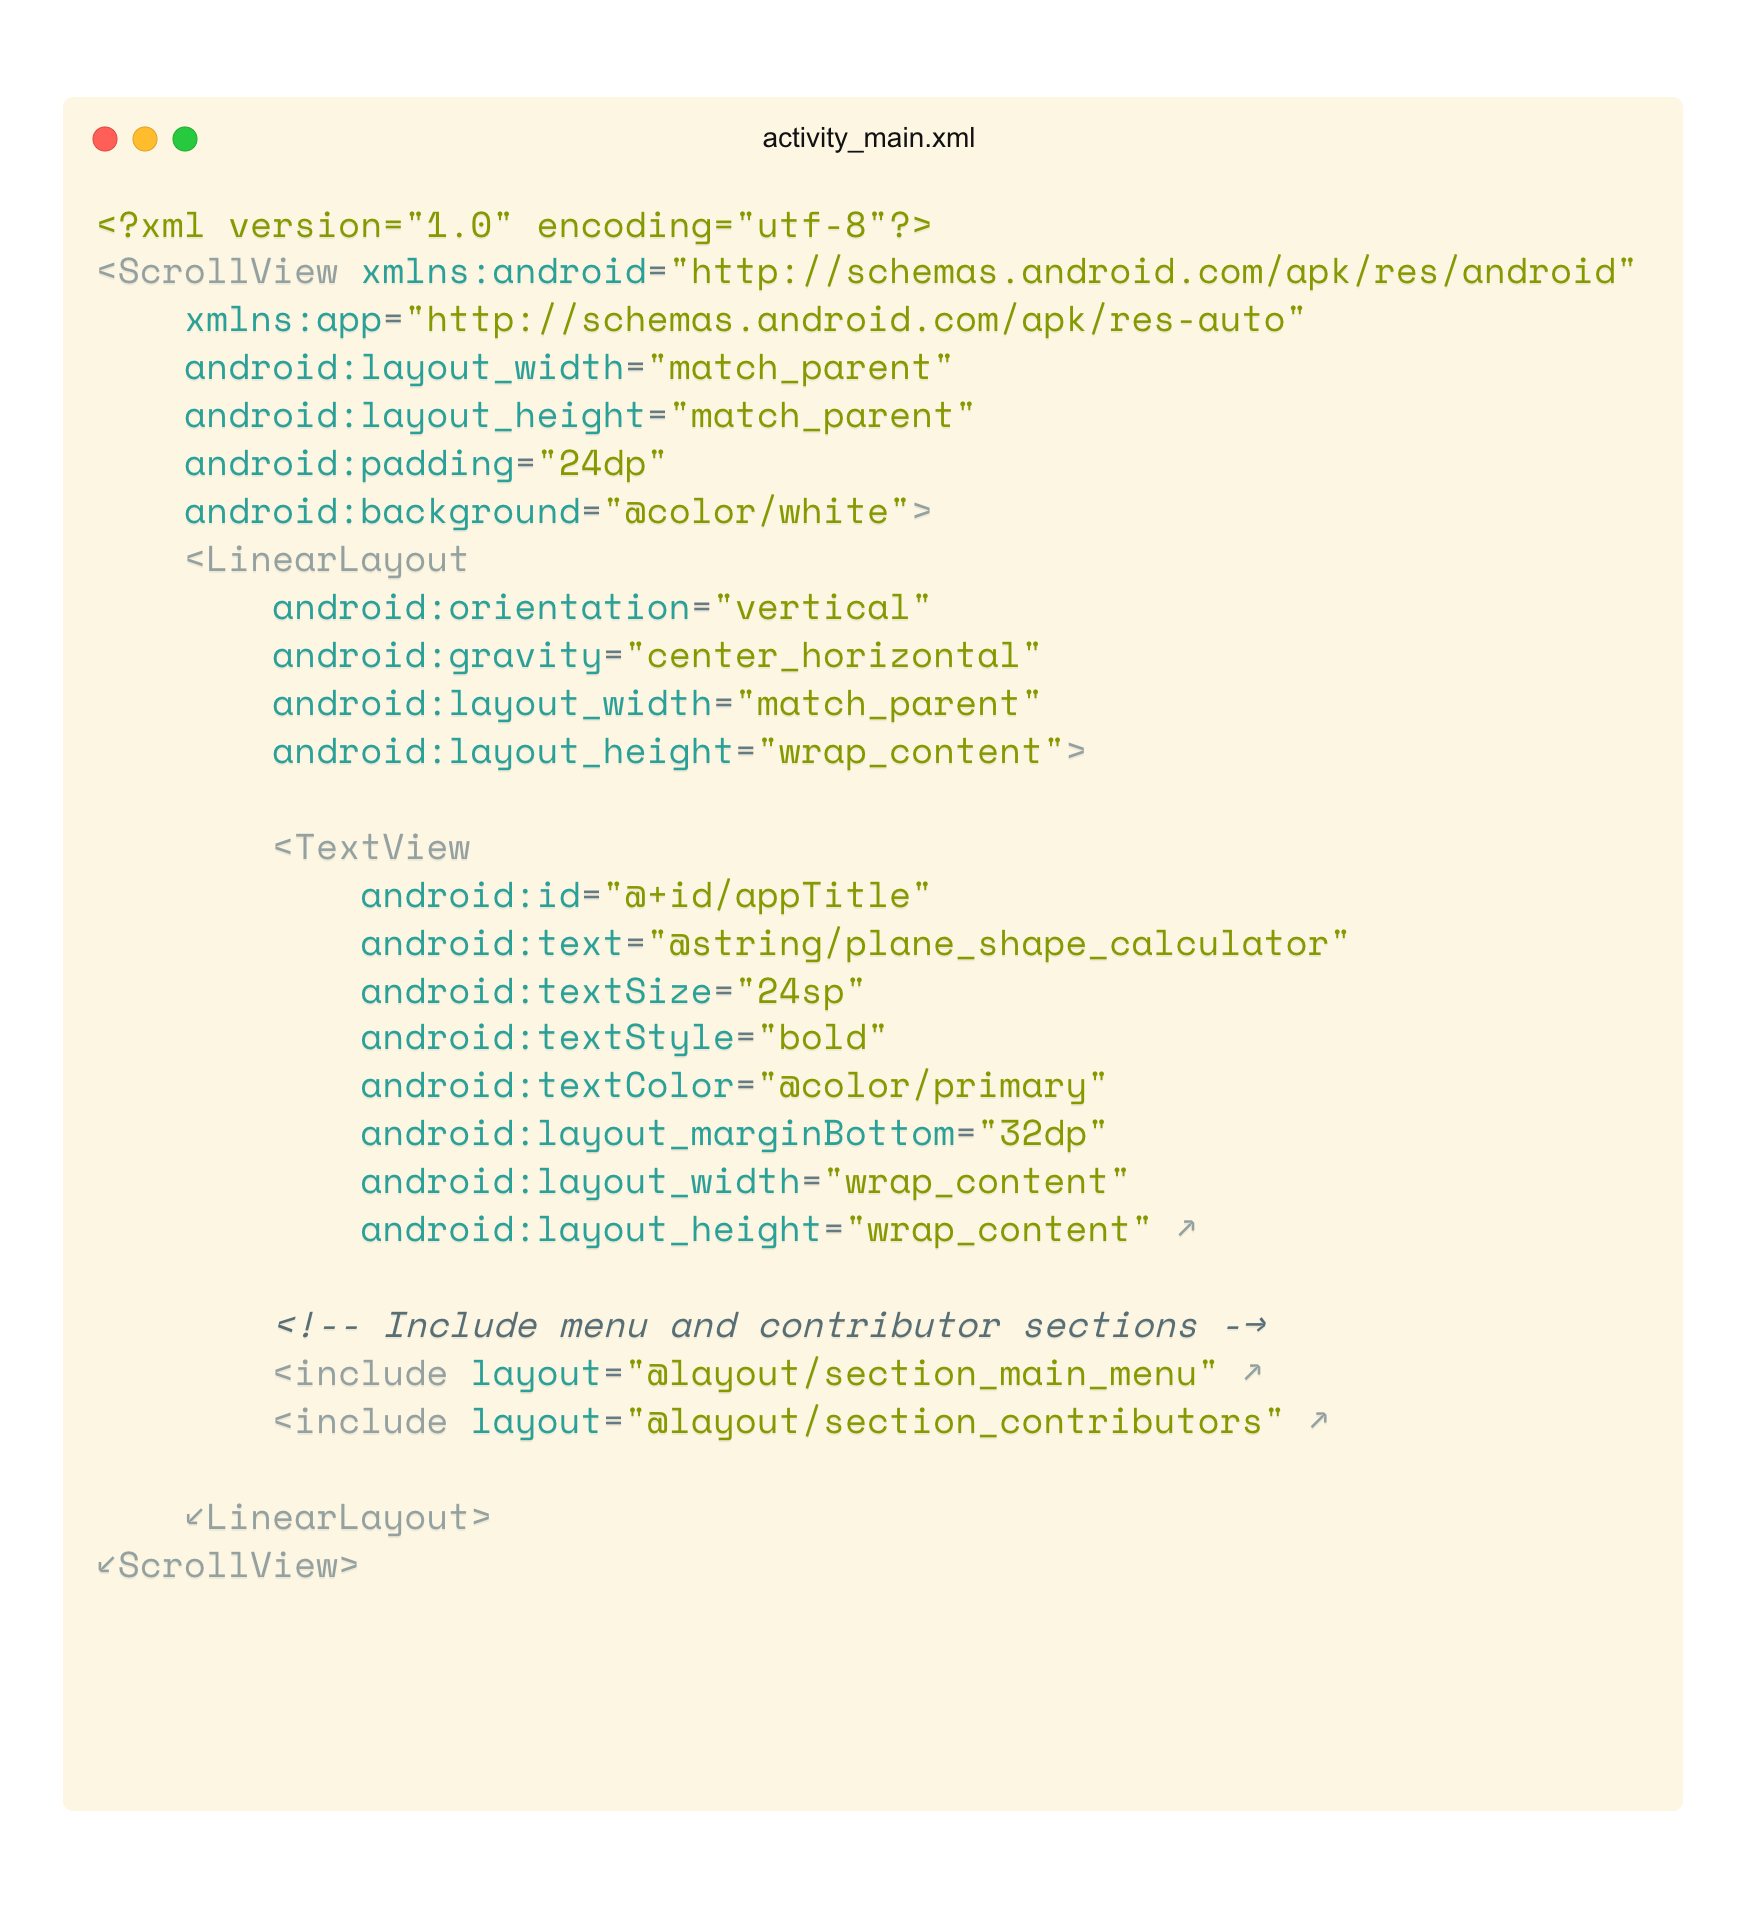 activity_main.xml
<?xml version="1.0" encoding="utf-8"?>
<ScrollView xmlns:android="http://schemas.android.com/apk/res/android"
    xmlns:app="http://schemas.android.com/apk/res-auto"
    android:layout_width="match_parent"
    android:layout_height="match_parent"
    android:padding="24dp"
    android:background="@color/white">
    <LinearLayout
        android:orientation="vertical"
        android:gravity="center_horizontal"
        android:layout_width="match_parent"
        android:layout_height="wrap_content">

        <TextView
            android:id="@+id/appTitle"
            android:text="@string/plane_shape_calculator"
            android:textSize="24sp"
            android:textStyle="bold"
            android:textColor="@color/primary"
            android:layout_marginBottom="32dp"
            android:layout_width="wrap_content"
            android:layout_height="wrap_content" ↗

        <!-- Include menu and contributor sections -→
        <include layout="@layout/section_main_menu" ↗
        <include layout="@layout/section_contributors" ↗

    ↙LinearLayout>
↙ScrollView>